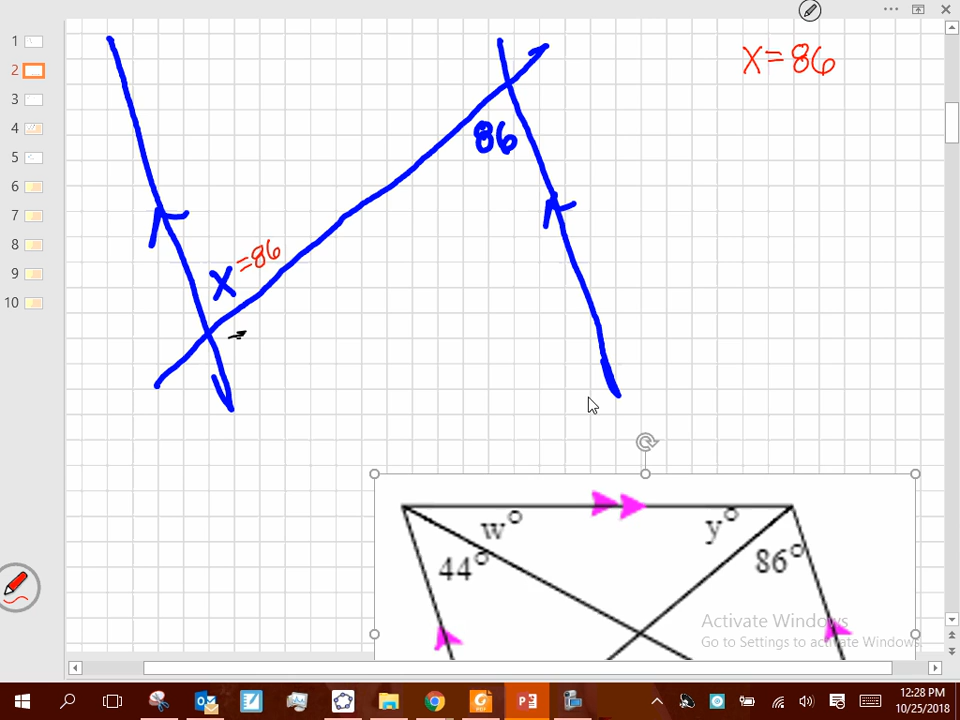 1
2
3
4
5
6
7
8
9
10
x = 86
86
x = 86
w°
y°
44°
86°
Activate Windows
Go to Settings to activate Windows.
12:28 PM
10/25/2018